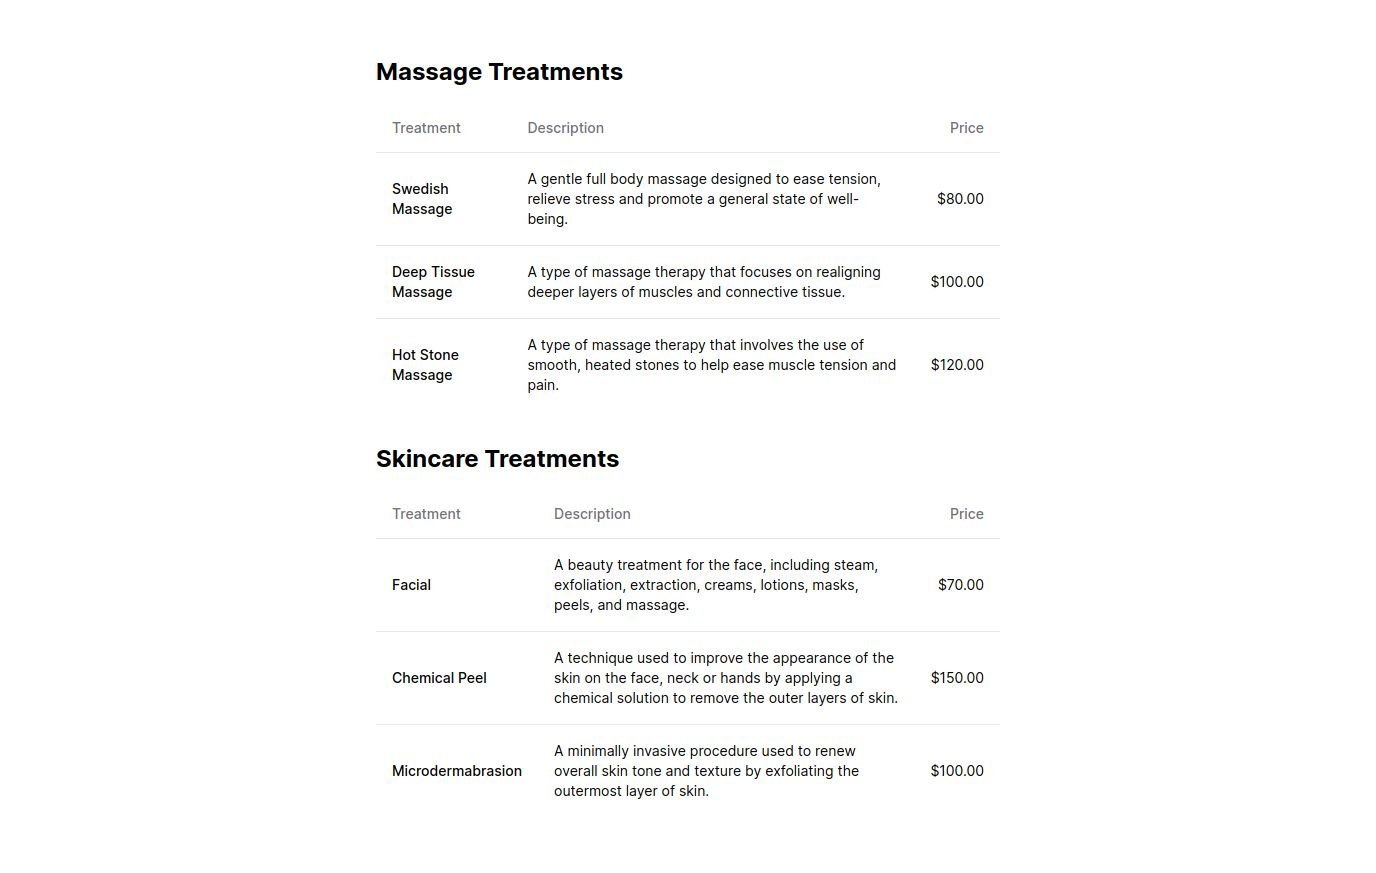 Massage Treatments
Treatment Description Price
Swedish
Massage
A gentle full body massage designed to ease tension,
relieve stress and promote a general state of well-
being.
$80.00
Deep Tissue
Massage
A type of massage therapy that focuses on realigning
deeper layers of muscles and connective tissue.
$100.00
Hot Stone
Massage
A type of massage therapy that involves the use of
smooth, heated stones to help ease muscle tension and
pain.
$120.00
Skincare Treatments
Treatment Description Price
Facial
A beauty treatment for the face, including steam,
exfoliation, extraction, creams, lotions, masks,
peels, and massage.
$70.00
Chemical Peel
A technique used to improve the appearance of the
skin on the face, neck or hands by applying a
chemical solution to remove the outer layers of skin.
$150.00
Microdermabrasion
A minimally invasive procedure used to renew
overall skin tone and texture by exfoliating the
outermost layer of skin.
$100.00